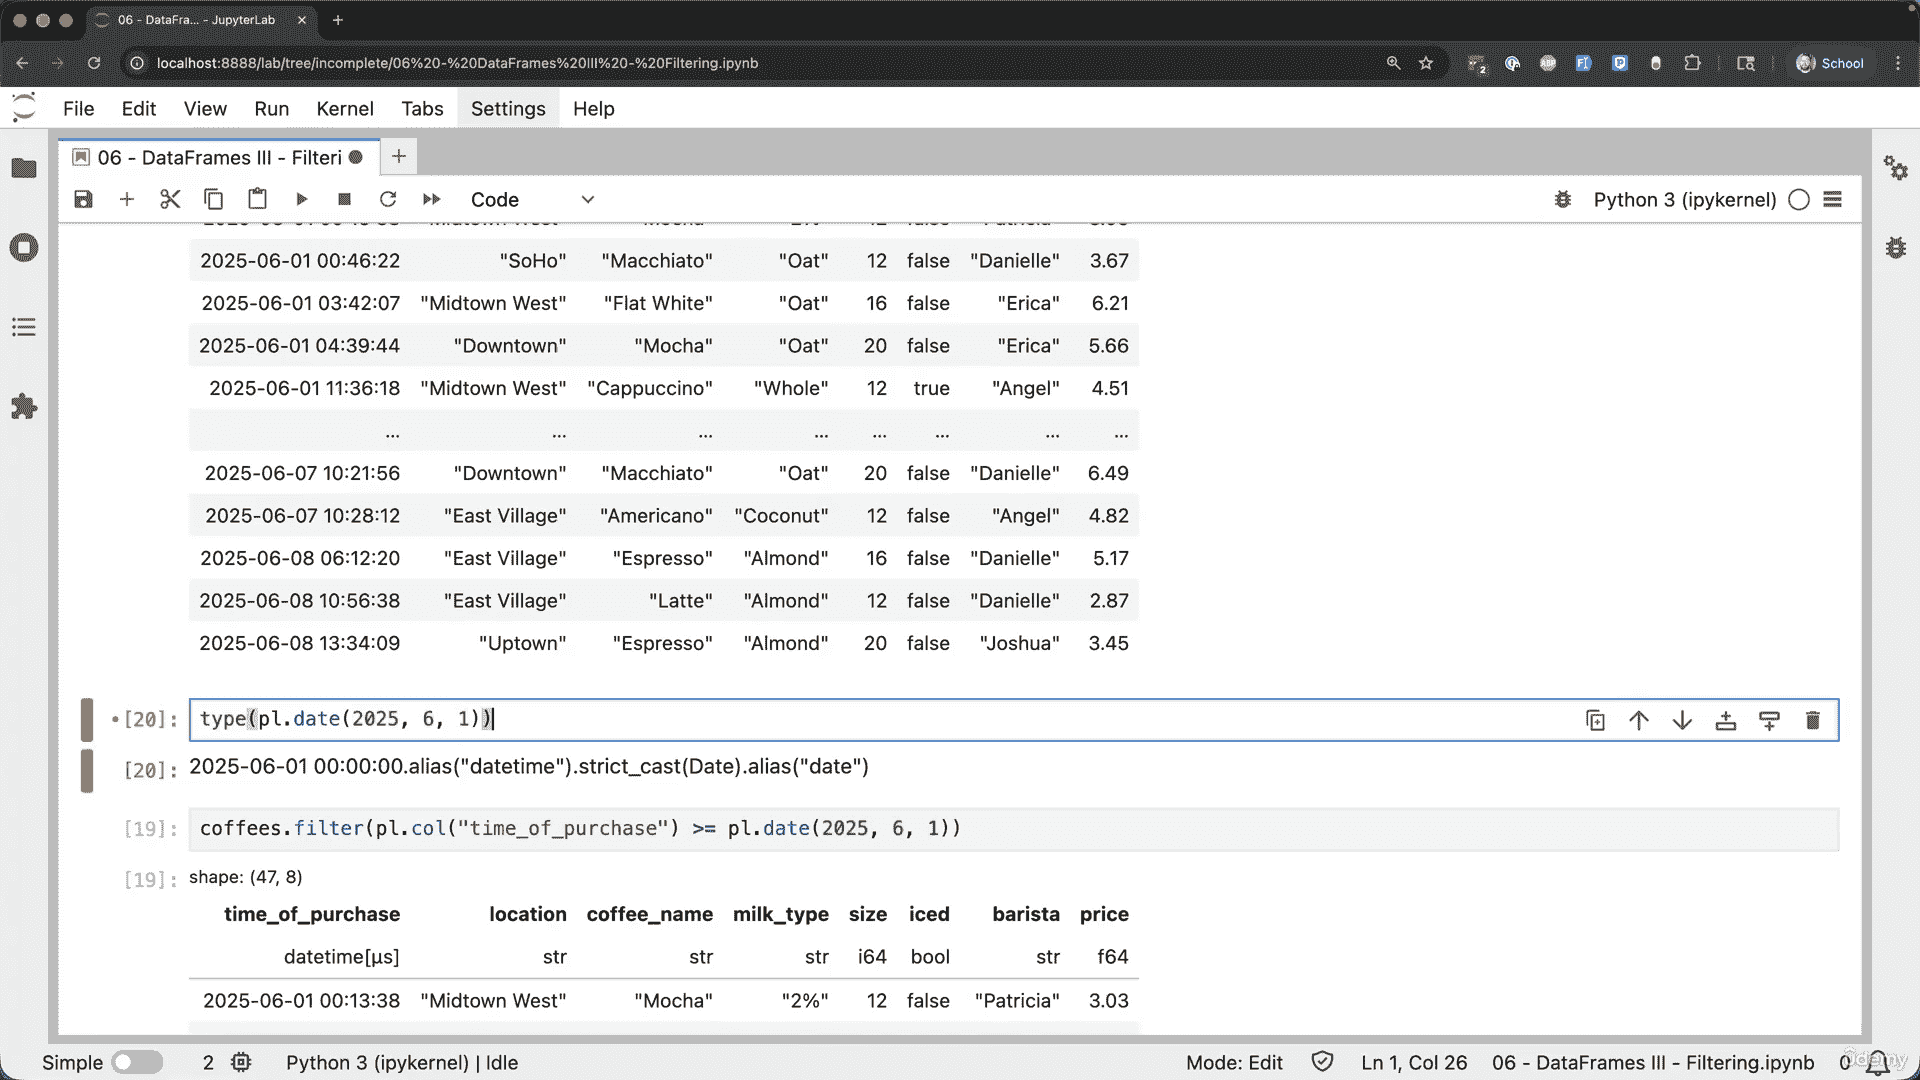 06 - DataFra... - JupyterLab
localhost:8888/lab/tree/incomplete/06%20-%20DataFrames%20III%20-%20Filtering.ipynb
2
ABP
School
File Edit View Run Kernel Tabs Settings Help
06 - DataFrames III - Filteri
Code
Python 3 (ipykernel)
2025-06-01 00:46:22 "SoHo" "Macchiato" "Oat" 12 false "Danielle" 3.67
2025-06-01 03:42:07 "Midtown West" "Flat White" "Oat" 16 false "Erica" 6.21
2025-06-01 04:39:44 "Downtown" "Mocha" "Oat" 20 false "Erica" 5.66
2025-06-01 11:36:18 "Midtown West" "Cappuccino" "Whole" 12 true "Angel" 4.51
... ... ... ... ... ... ... ...
2025-06-07 10:21:56 "Downtown" "Macchiato" "Oat" 20 false "Danielle" 6.49
2025-06-07 10:28:12 "East Village" "Americano" "Coconut" 12 false "Angel" 4.82
2025-06-08 06:12:20 "East Village" "Espresso" "Almond" 16 false "Danielle" 5.17
2025-06-08 10:56:38 "East Village" "Latte" "Almond" 12 false "Danielle" 2.87
2025-06-08 13:34:09 "Uptown" "Espresso" "Almond" 20 false "Joshua" 3.45
•[20]: type(pl.date(2025, 6, 1))
[20]: 2025-06-01 00:00:00.alias("datetime").strict_cast(Date).alias("date")
[19]: coffees.filter(pl.col("time_of_purchase") >= pl.date(2025, 6, 1))
[19]: shape: (47, 8)
time_of_purchase location coffee_name milk_type size iced barista price
datetime[μs] str str str i64 bool str f64
2025-06-01 00:13:38 "Midtown West" "Mocha" "2%" 12 false "Patricia" 3.03
Simple 2 Python 3 (ipykernel) | Idle Mode: Edit Ln 1, Col 26 06 - DataFrames III - Filtering.ipynb 0
udemy